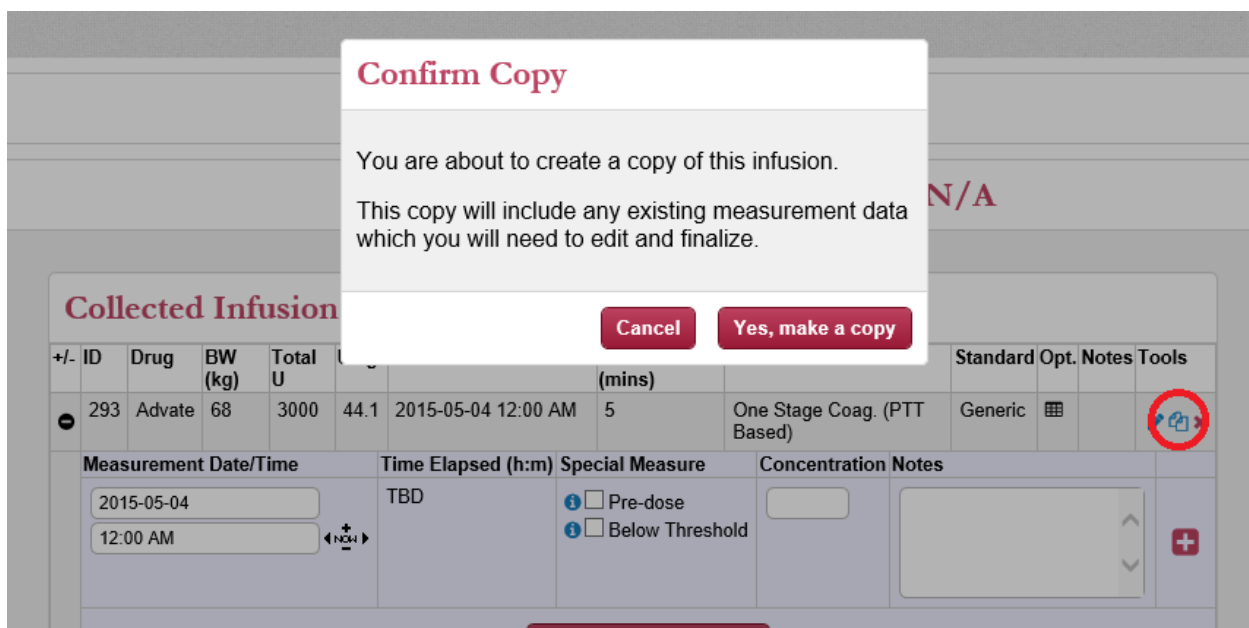 Confirm Copy
You are about to create a copy of this infusion.
This copy will include any existing measurement data
which you will need to edit and finalize.
Cancel
Yes, make a copy
N/A
Collected Infusion
+/- ID Drug BW (kg) Total U (mins) Standard Opt. Notes Tools
293 Advate 68 3000 44.1 2015-05-04 12:00 AM 5 One Stage Coag. (PTT Based) Generic
Measurement Date/Time Time Elapsed (h:m) Special Measure Concentration Notes
2015-05-04 TBD Pre-dose
12:00 AM NOW Below Threshold